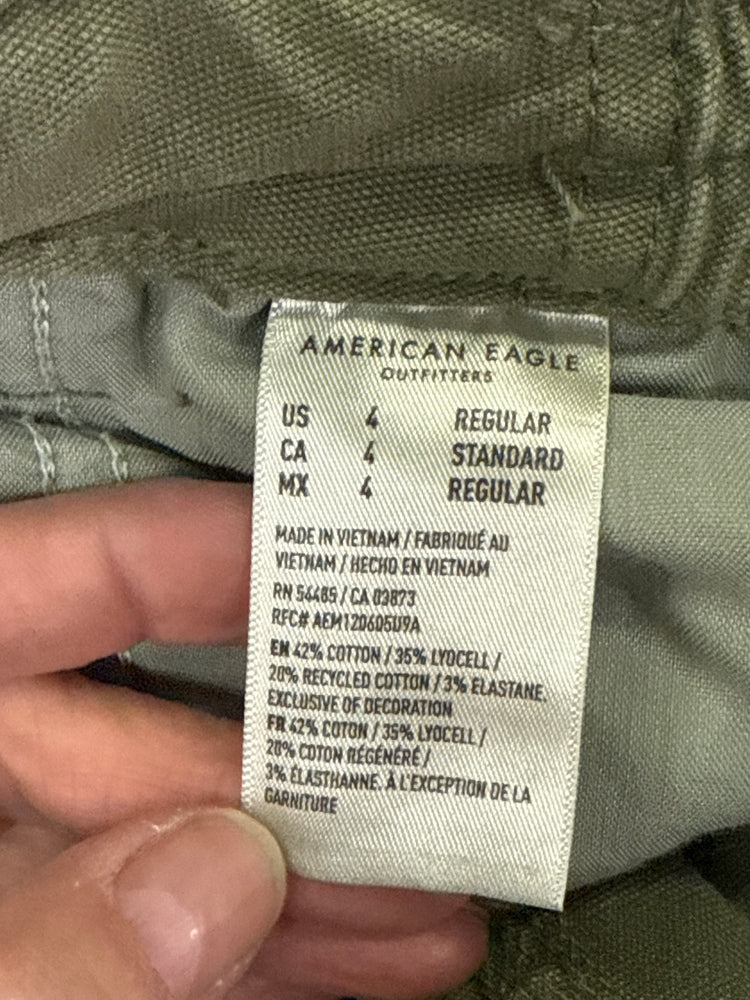 AMERICAN EAGLE
OUTFITTERS
US 4 REGULAR
CA 4 STANDARD
MX 4 REGULAR
MADE IN VIETNAM / FABRIQUÉ AU
VIETNAM / HECHO EN VIETNAM
RN 54485 / CA 03873
RFC# AEM120605U9A
EN 42% COTTON / 35% LYOCELL /
20% RECYCLED COTTON / 3% ELASTANE.
EXCLUSIVE OF DECORATION
FR 42% COTON / 35% LYOCELL /
20% COTON RÉGÉNÉRÉ /
3% ÉLASTHANNE. À L'EXCEPTION DE LA
GARNITURE